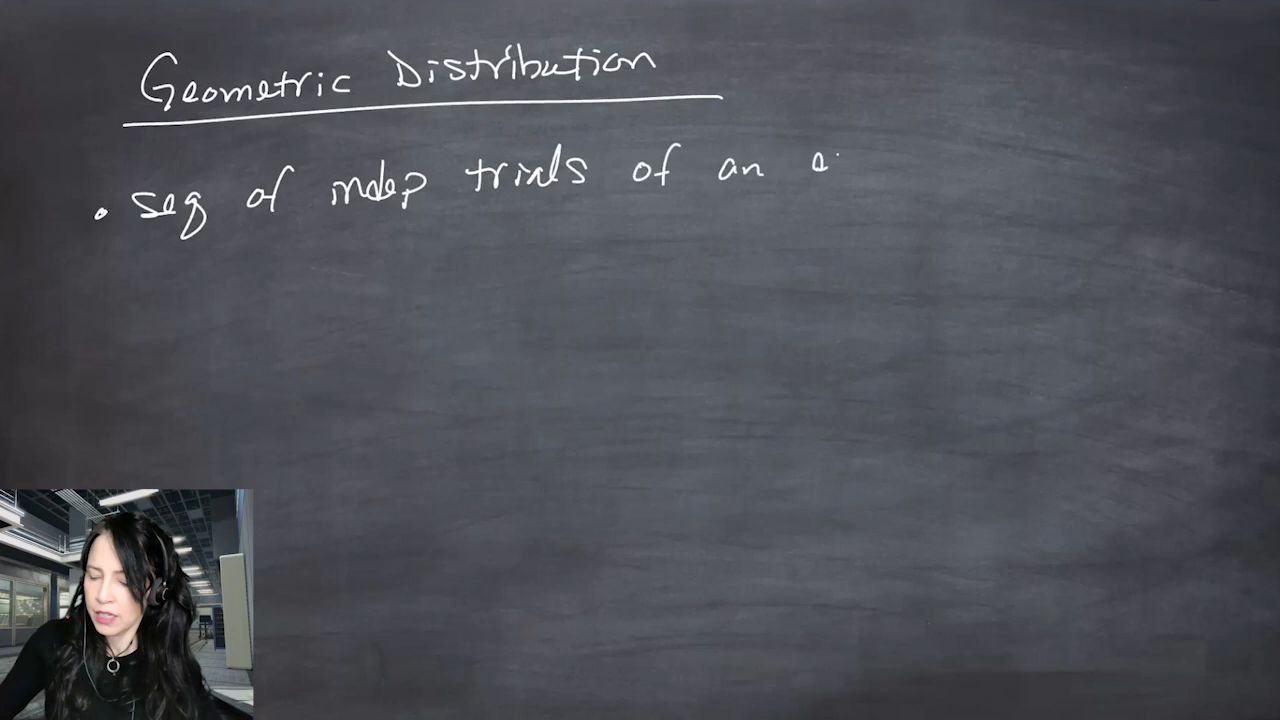 Geometric Distribution
• seq of indep trials of an